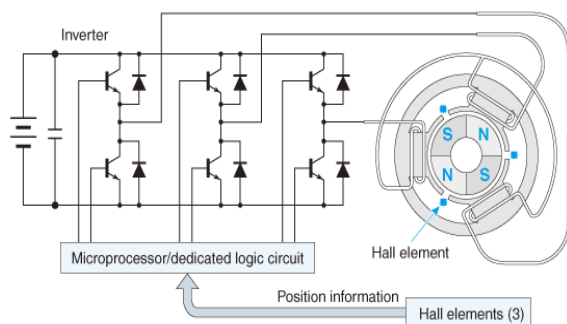 Inverter
S
N
N
S
Hall element
Microprocessor/dedicated logic circuit
Position information
Hall elements (3)